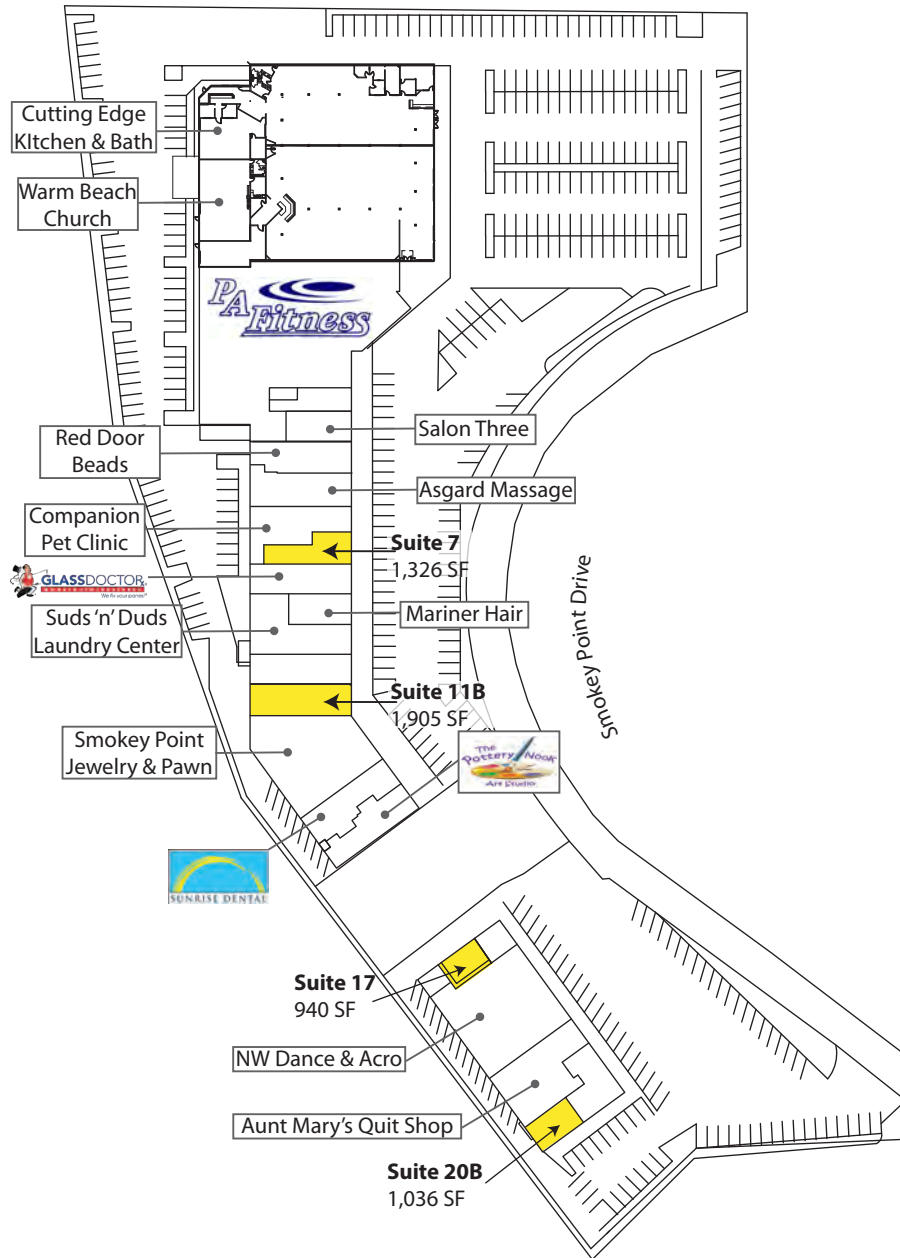 Cutting Edge
KItchen & Bath
Warm Beach
Church
PA Fitness
Salon Three
Red Door
Beads
Asgard Massage
Companion
Pet Clinic
Suite 7
1,326 SF
GLASSDOCTOR
We fix your panes!
Mariner Hair
Suds ‘n’ Duds
Laundry Center
Smokey Point Drive
Suite 11B
1,905 SF
Smokey Point
Jewelry & Pawn
The
Pottery Nook
Art Studio
SUNRISE DENTAL
Suite 17
940 SF
NW Dance & Acro
Aunt Mary’s Quit Shop
Suite 20B
1,036 SF